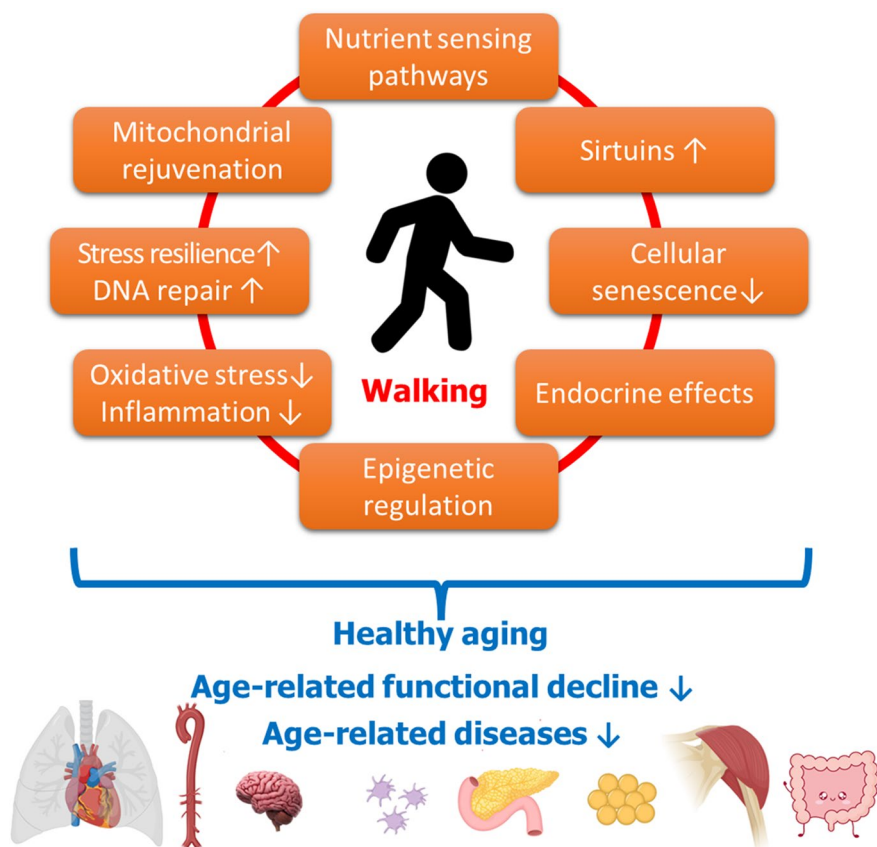 Nutrient sensing
pathways
Mitochondrial
rejuvenation
Sirtuins ↑
Stress resilience↑
DNA repair ↑
Cellular
senescence↓
Oxidative stress↓
Inflammation ↓
Walking
Endocrine effects
Epigenetic
regulation
Healthy aging
Age-related functional decline ↓
Age-related diseases ↓